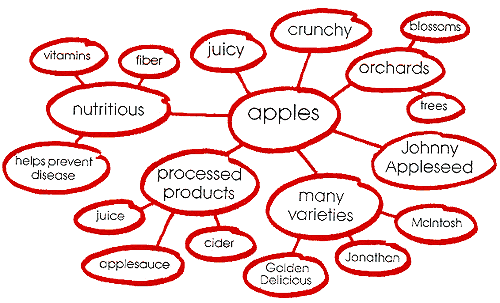 blossoms
crunchy
juicy
vitamins
fiber
orchards
nutritious
apples
trees
helps prevent
disease
processed
products
Johnny
Appleseed
many
varieties
juice
cider
McIntosh
applesauce
Golden
Delicious
Jonathan